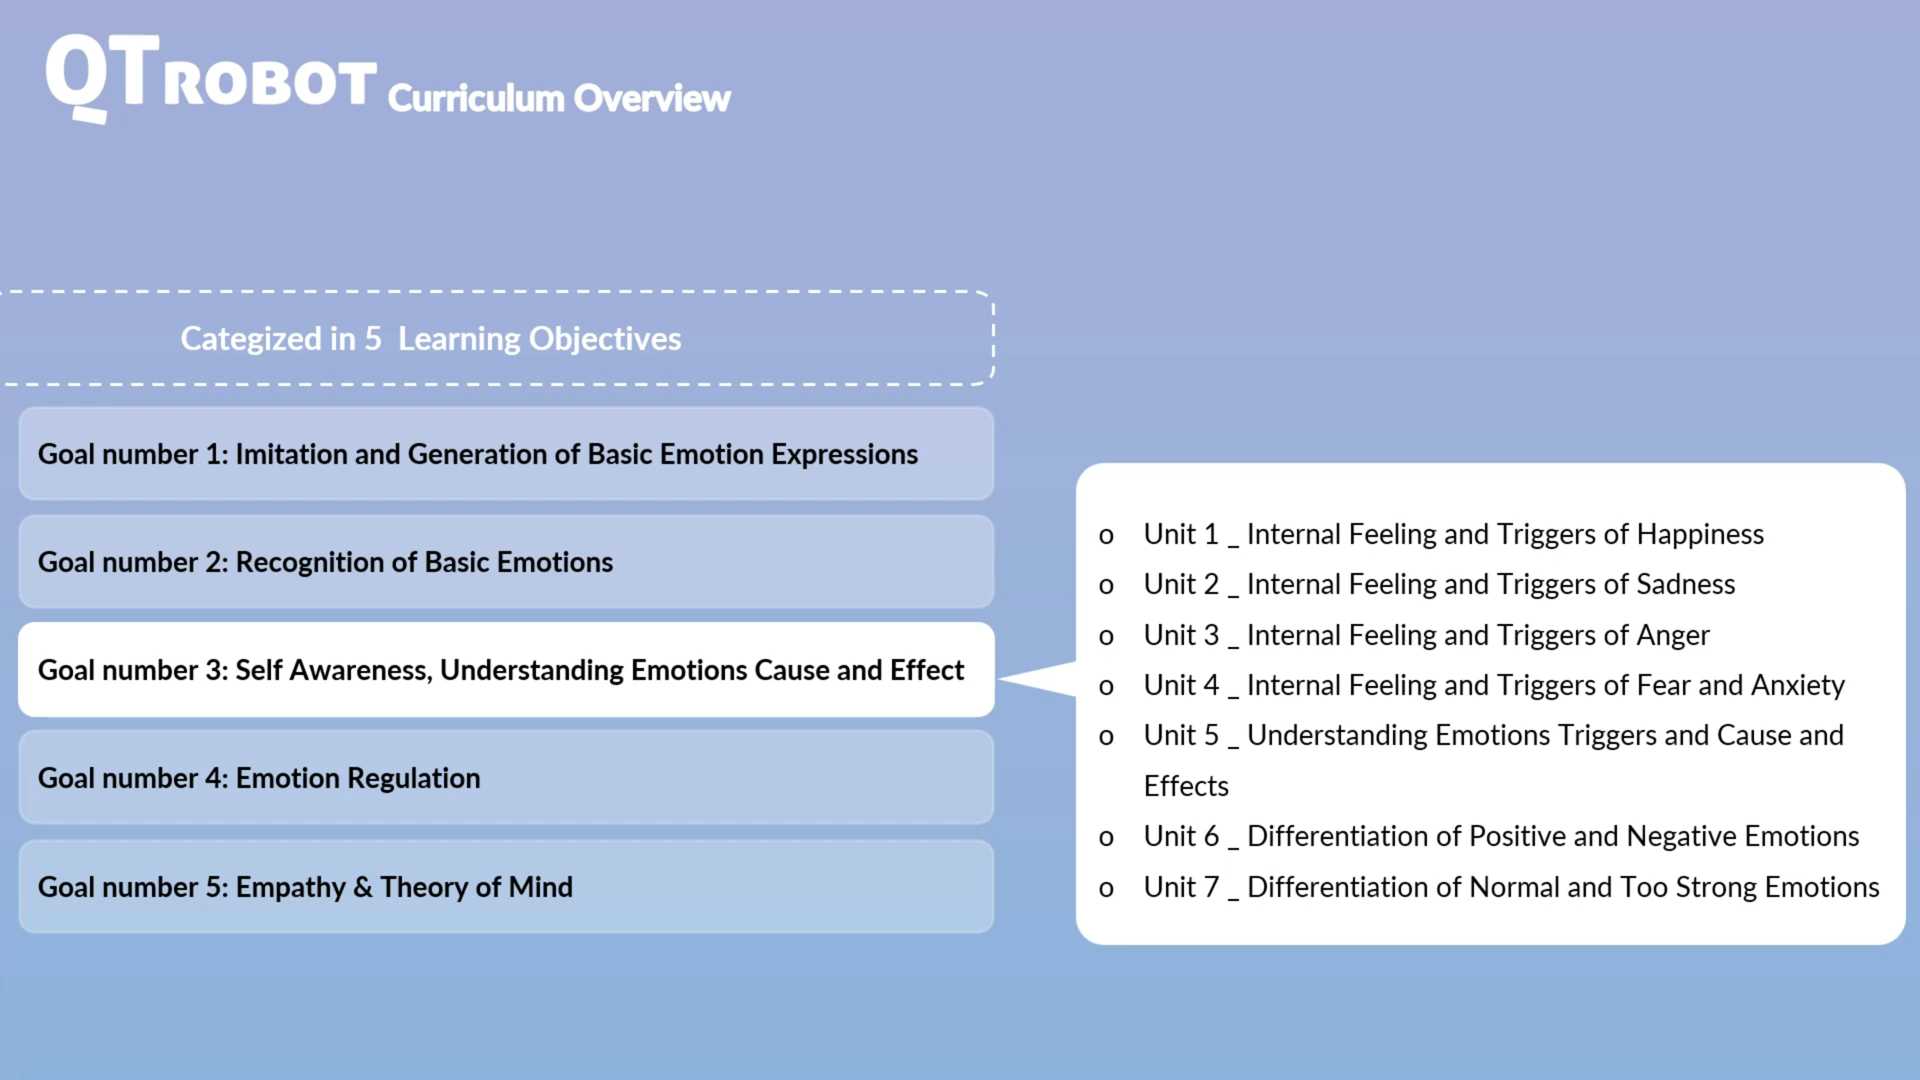 QTROBOT Curriculum Overview
Categized in 5 Learning Objectives
Goal number 1: Imitation and Generation of Basic Emotion Expressions
Goal number 2: Recognition of Basic Emotions
Goal number 3: Self Awareness, Understanding Emotions Cause and Effect
Goal number 4: Emotion Regulation
Goal number 5: Empathy & Theory of Mind
o Unit 1 _ Internal Feeling and Triggers of Happiness
o Unit 2 _ Internal Feeling and Triggers of Sadness
o Unit 3 _ Internal Feeling and Triggers of Anger
o Unit 4 _ Internal Feeling and Triggers of Fear and Anxiety
o Unit 5 _ Understanding Emotions Triggers and Cause and
Effects
o Unit 6 _ Differentiation of Positive and Negative Emotions
o Unit 7 _ Differentiation of Normal and Too Strong Emotions